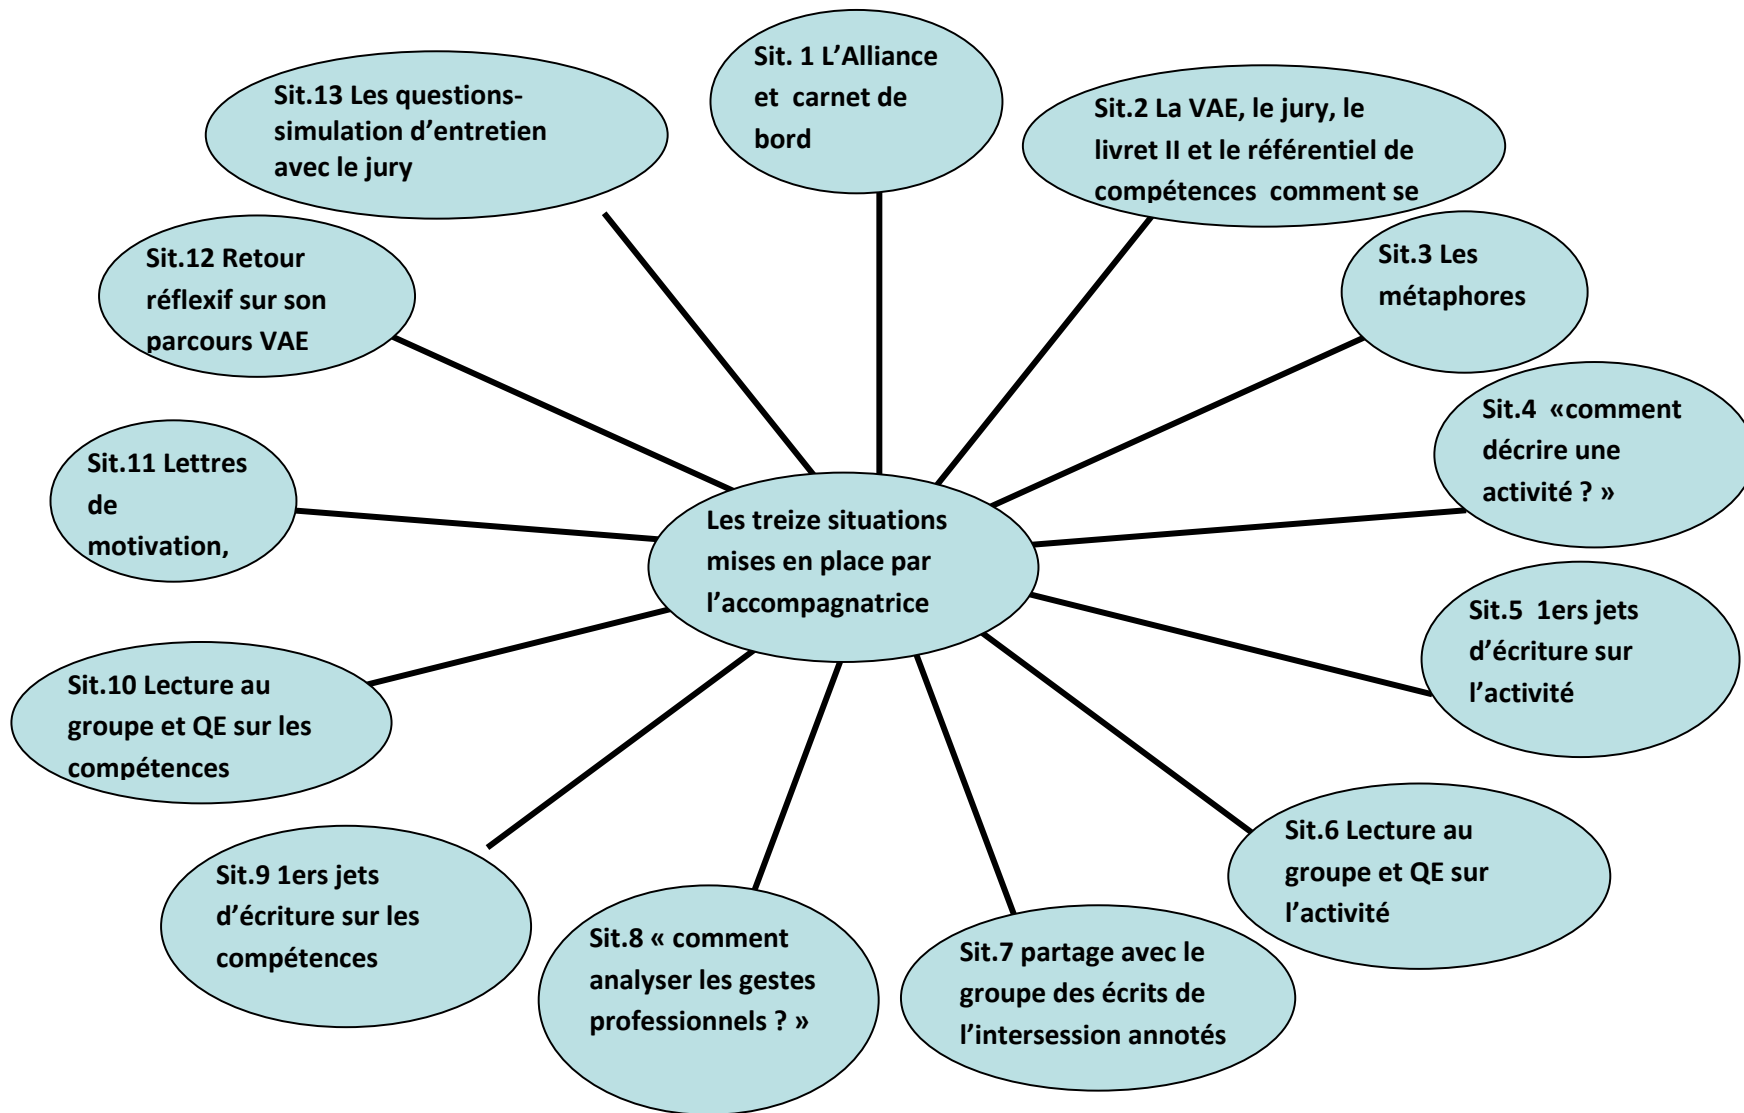 Sit. 1 L’Alliance
et carnet de
bord
Sit.2 La VAE, le jury, le
livret II et le référentiel de
compétences comment se
Sit.3 Les
métaphores
Sit.4 «comment
décrire une
activité ? »
Sit.5 1ers jets
d’écriture sur
l’activité
Sit.6 Lecture au
groupe et QE sur
l’activité
Sit.7 partage avec le
groupe des écrits de
l’intersession annotés
Sit.8 « comment
analyser les gestes
professionnels ? »
Sit.9 1ers jets
d’écriture sur les
compétences
Sit.10 Lecture au
groupe et QE sur les
compétences
Sit.11 Lettres
de
motivation,
Sit.12 Retour
réflexif sur son
parcours VAE
Sit.13 Les questions-
simulation d’entretien
avec le jury
Les treize situations
mises en place par
l’accompagnatrice